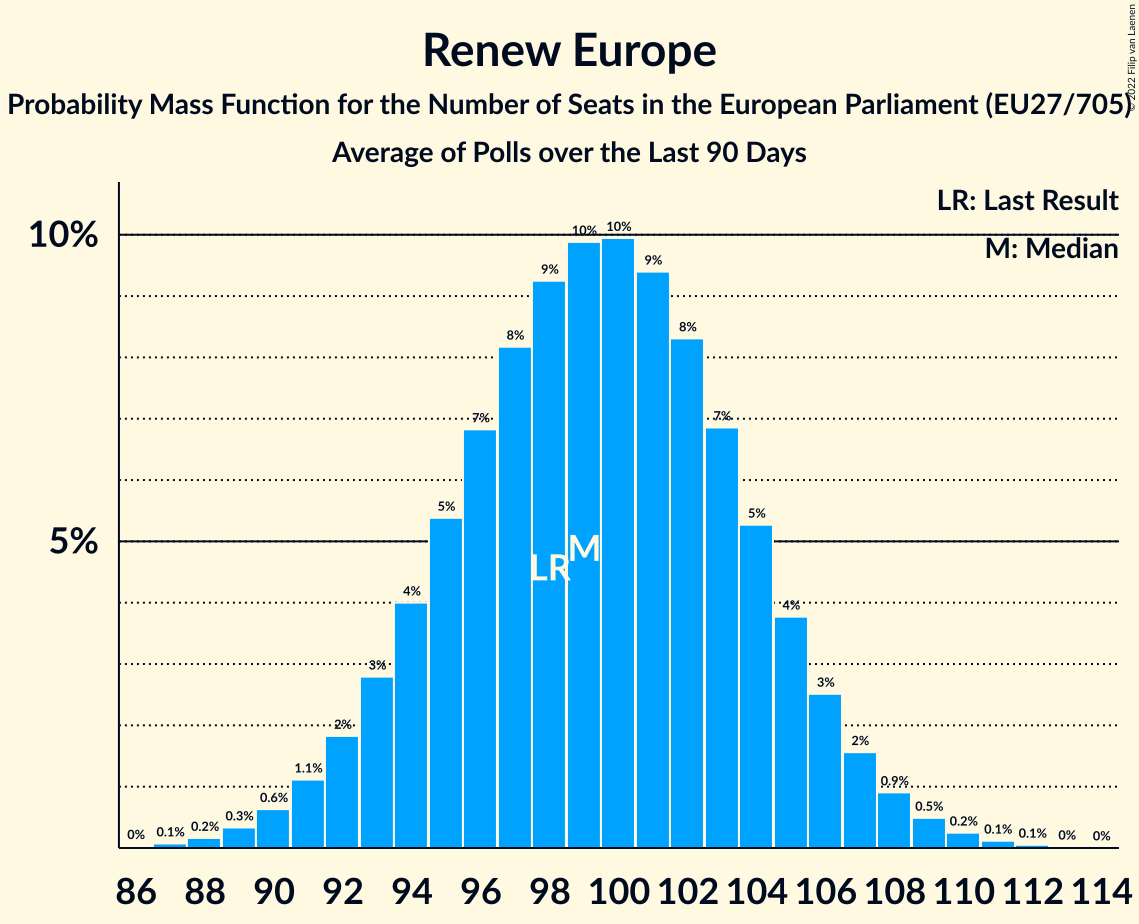 Renew Europe
Probability Mass Function for the Number of Seats in the European Parliament (EU27/705)
Average of Polls over the Last 90 Days
© 2022 Filip van Laenen
LR: Last Result
M: Median
10%
5%
0% 0.1% 0.2% 0.3% 0.6% 1.1% 2% 3% 4% 5% 7% 8% 9% 10% 10% 9% 8% 7% 5% 4% 3% 2% 0.9% 0.5% 0.2% 0.1% 0.1% 0% 0%
LR M
86 88 90 92 94 96 98 100 102 104 106 108 110 112 114